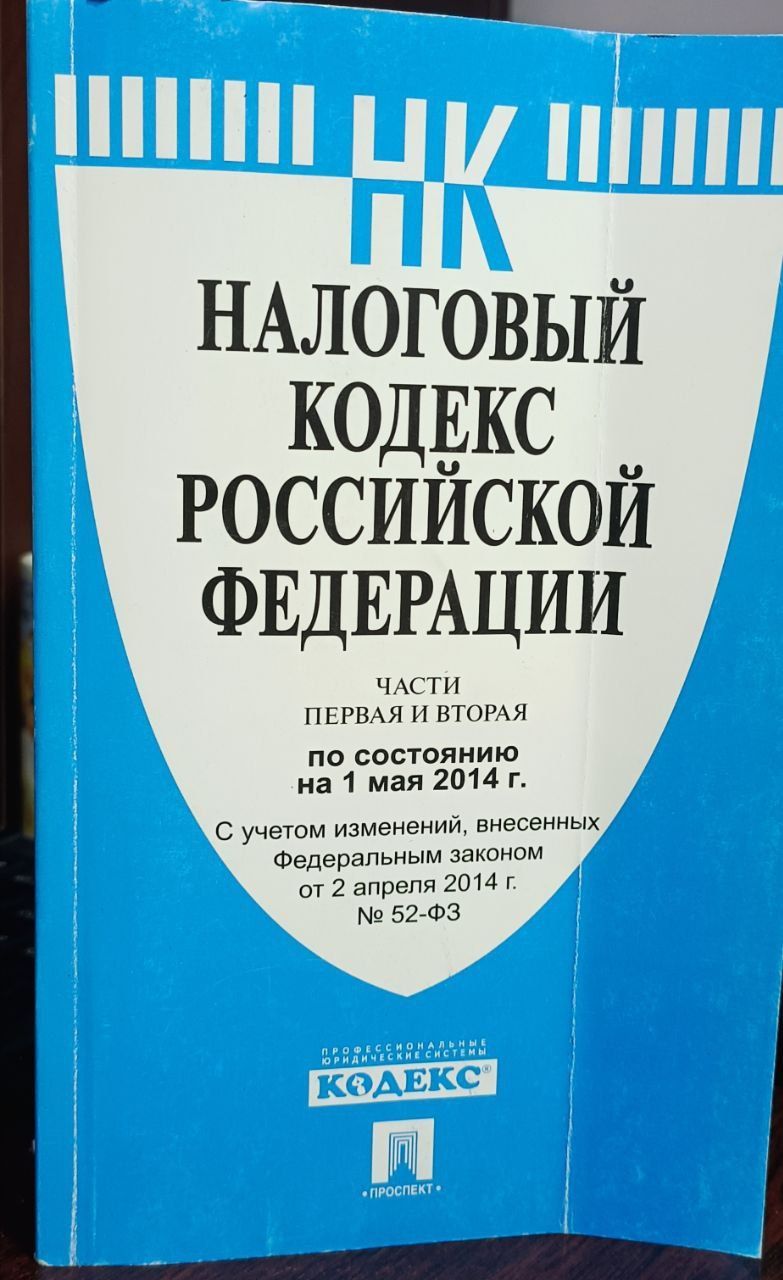 НК
НАЛОГОВЫЙ
КОДЕКС
РОССИЙСКОЙ
ФЕДЕРАЦИИ
ЧАСТИ
ПЕРВАЯ И ВТОРАЯ
по состоянию
на 1 мая 2014 г.
С учетом изменений, внесенных
Федеральным законом
от 2 апреля 2014 г.
№ 52-ФЗ
ПРОФЕССИОНАЛЬНЫЕ
ЮРИДИЧЕСКИЕ СИСТЕМЫ
КОДЕКС®
• ПРОСПЕКТ •